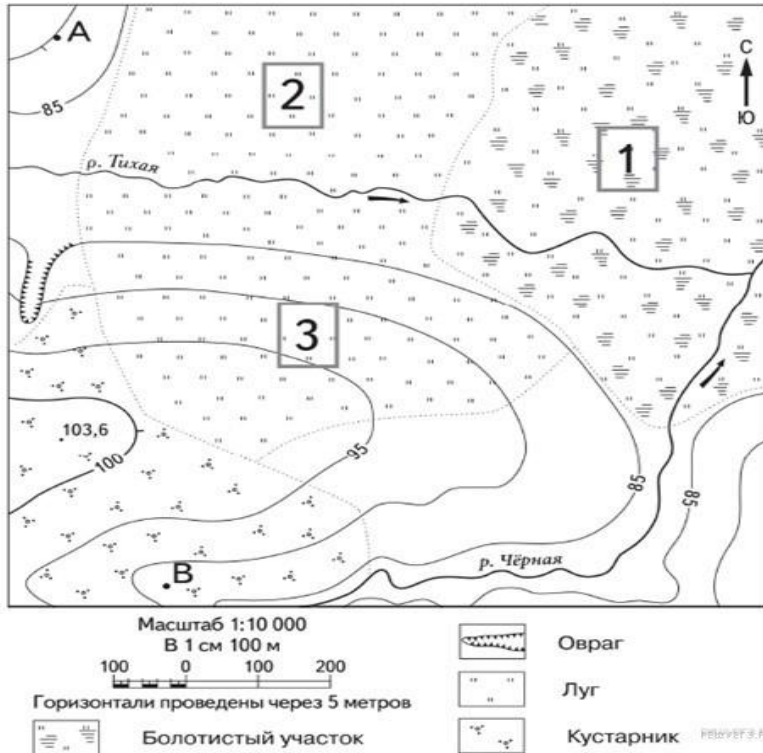 А
85
2
С
Ю
1
р. Тихая
3
103,6
100
95
85
85
В
р. Чёрная
Масштаб 1:10 000
В 1 см 100 м
100 0 100 200
Горизонтали проведены через 5 метров
Болотистый участок
Овраг
Луг
Кустарник